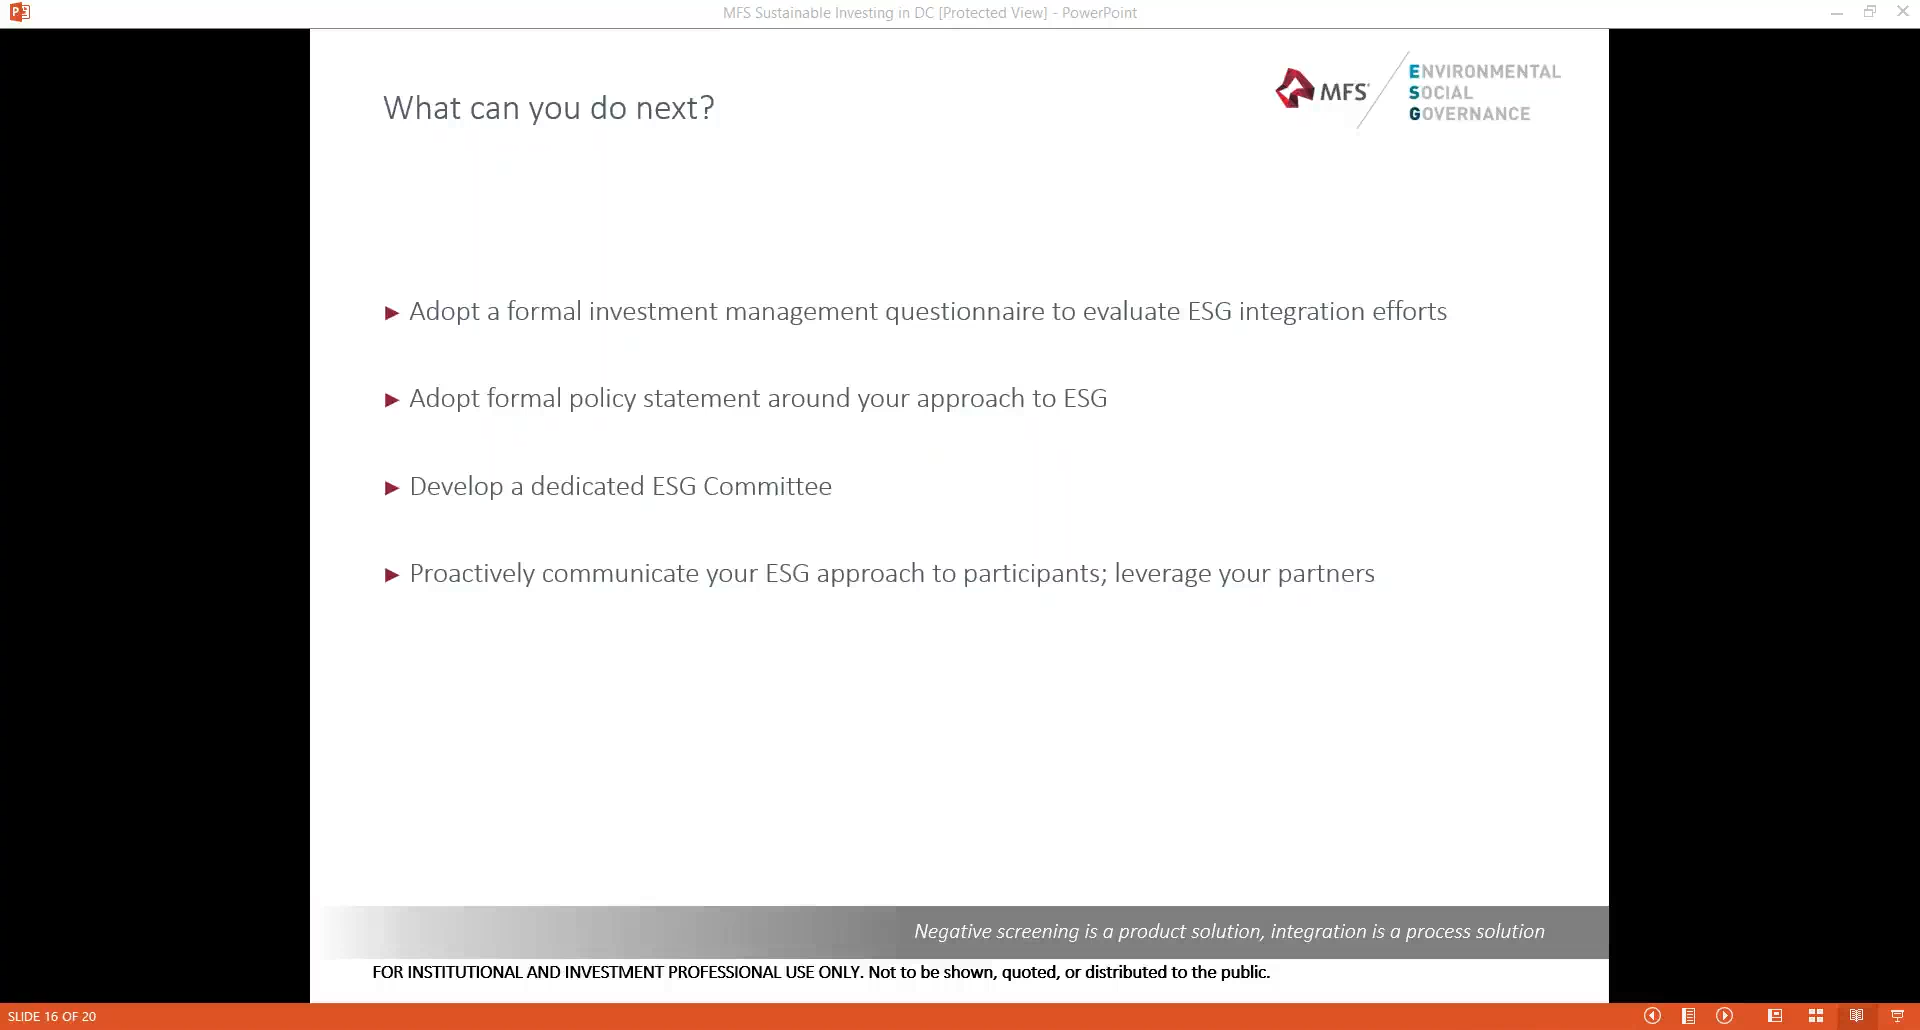 MFS Sustainable Investing in DC [Protected View] - PowerPoint
What can you do next?
MFS®
ENVIRONMENTAL
SOCIAL
GOVERNANCE
► Adopt a formal investment management questionnaire to evaluate ESG integration efforts
► Adopt formal policy statement around your approach to ESG
► Develop a dedicated ESG Committee
► Proactively communicate your ESG approach to participants; leverage your partners
Negative screening is a product solution, integration is a process solution
FOR INSTITUTIONAL AND INVESTMENT PROFESSIONAL USE ONLY. Not to be shown, quoted, or distributed to the public.
SLIDE 16 OF 20